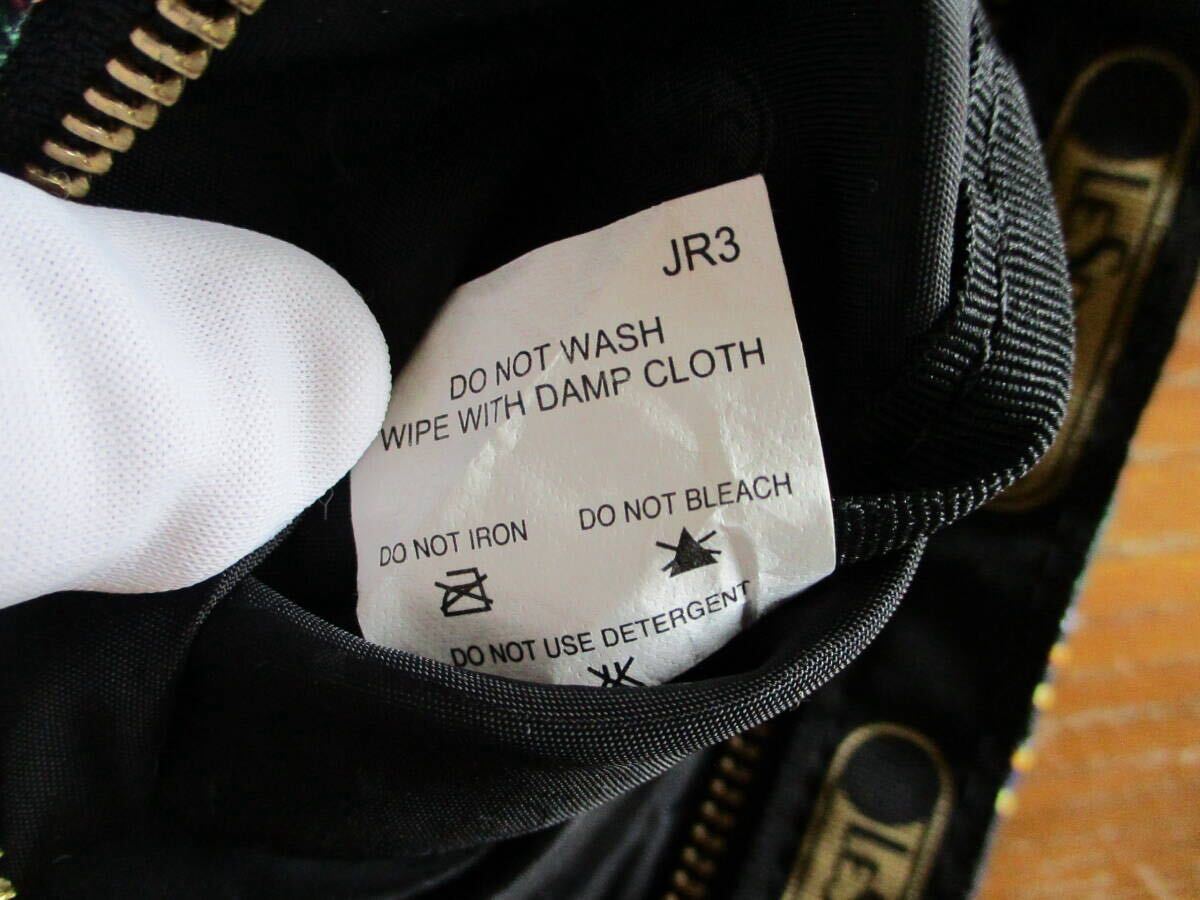 JR3
DO NOT WASH
WIPE WITH DAMP CLOTH
DO NOT IRON
DO NOT BLEACH
DO NOT USE DETERGENT